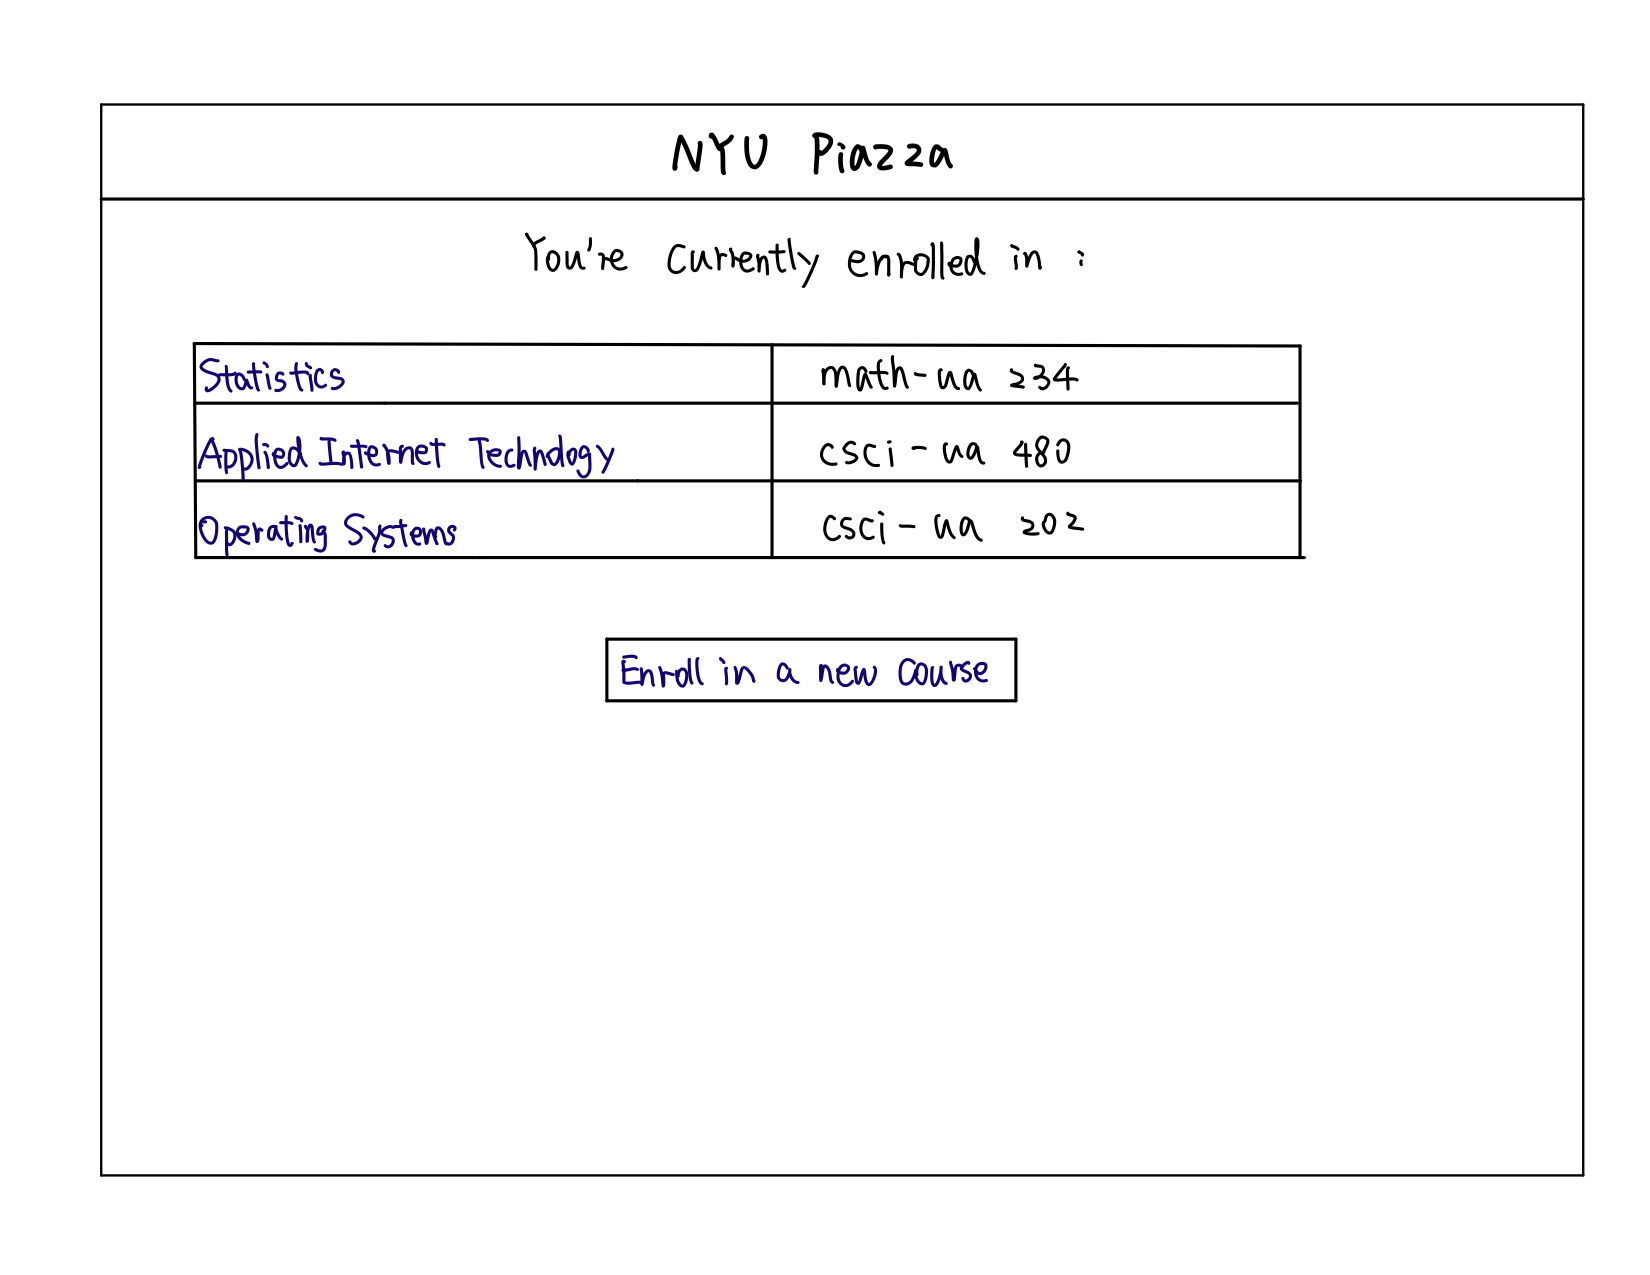 NYU Piazza
You're currently enrolled in :
Statistics math-ua 234
Applied Internet Technology csci-ua 480
Operating Systems csci-ua 202
Enroll in a new course